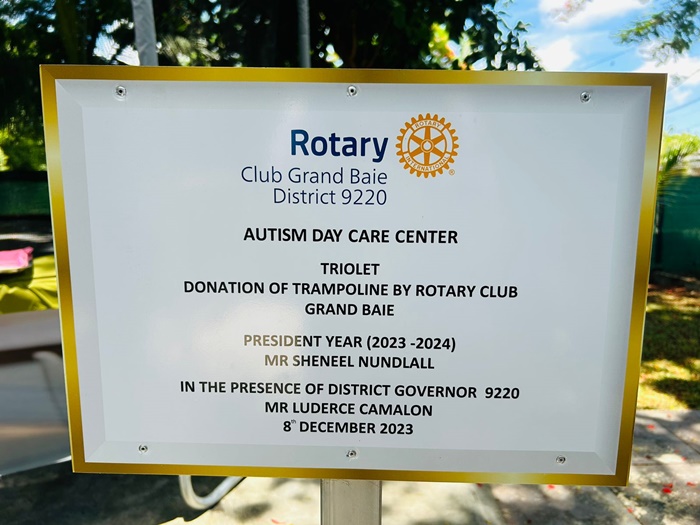 Rotary
Club Grand Baie
District 9220
ROTARY
INTERNATIONAL
®
AUTISM DAY CARE CENTER
TRIOLET
DONATION OF TRAMPOLINE BY ROTARY CLUB
GRAND BAIE
PRESIDENT YEAR (2023 -2024)
MR SHENEEL NUNDLALL
IN THE PRESENCE OF DISTRICT GOVERNOR 9220
MR LUDERCE CAMALON
8th DECEMBER 2023